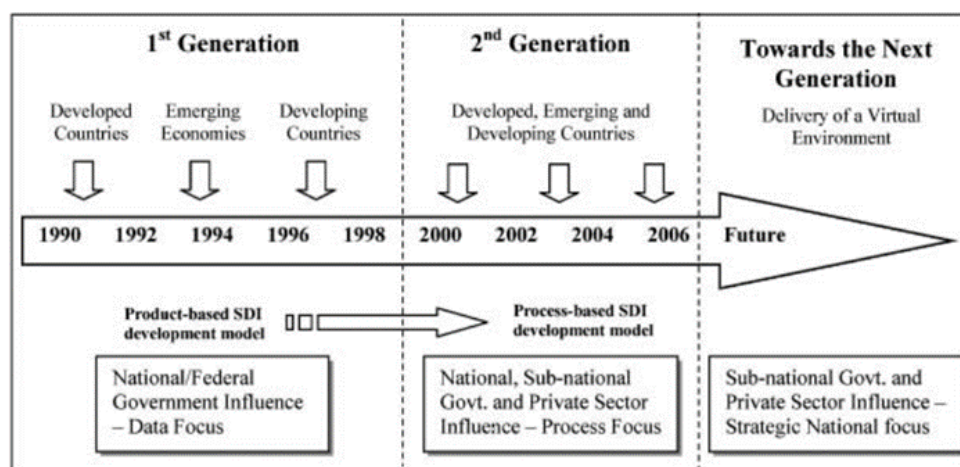 1st Generation
2nd Generation
Towards the Next
Generation
Developed
Countries
Emerging
Economies
Developing
Countries
Developed, Emerging and
Developing Countries
Delivery of a Virtual
Environment
1990 1992 1994 1996 1998 2000 2002 2004 2006 Future
Product-based SDI
development model
Process-based SDI
development model
National/Federal
Government Influence
– Data Focus
National, Sub-national
Govt. and Private Sector
Influence – Process Focus
Sub-national Govt. and
Private Sector Influence –
Strategic National focus